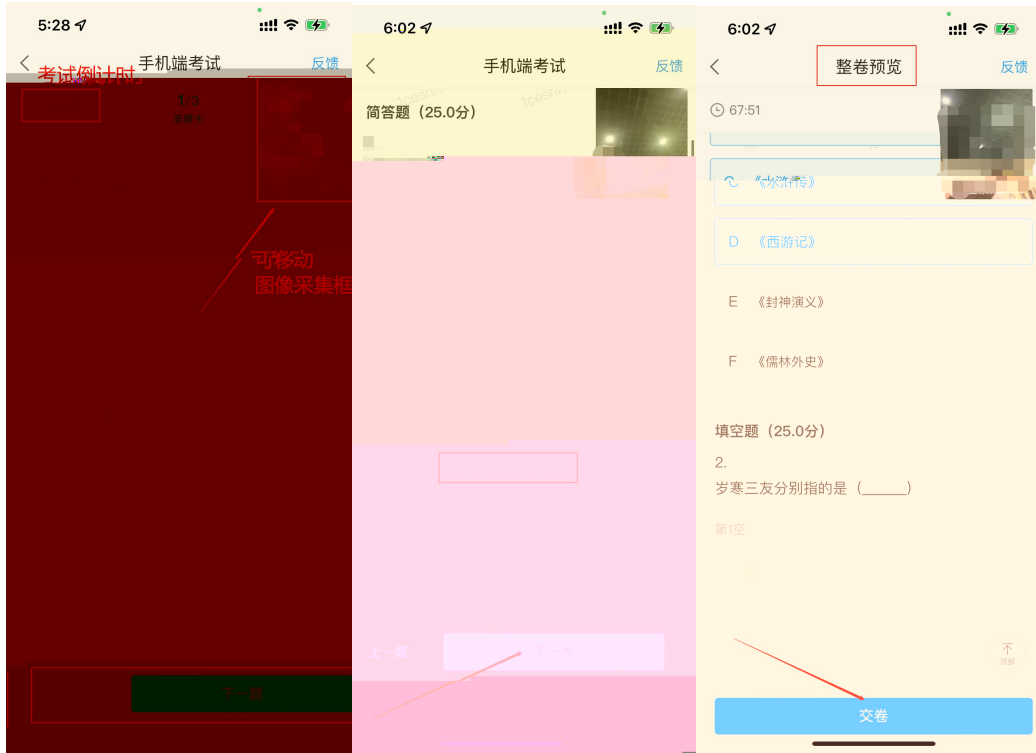 5:28
手机端考试
反馈
考试倒计时
1/3
可移动
图像采集框
下一题
6:02
手机端考试
反馈
简答题（25.0分）
上一题
下一步
6:02
整卷预览
反馈
67:51
C 《水浒传》
D 《西游记》
E 《封神演义》
F 《儒林外史》
填空题（25.0分）
2.
岁寒三友分别指的是（______）
第1空
顶部
交卷